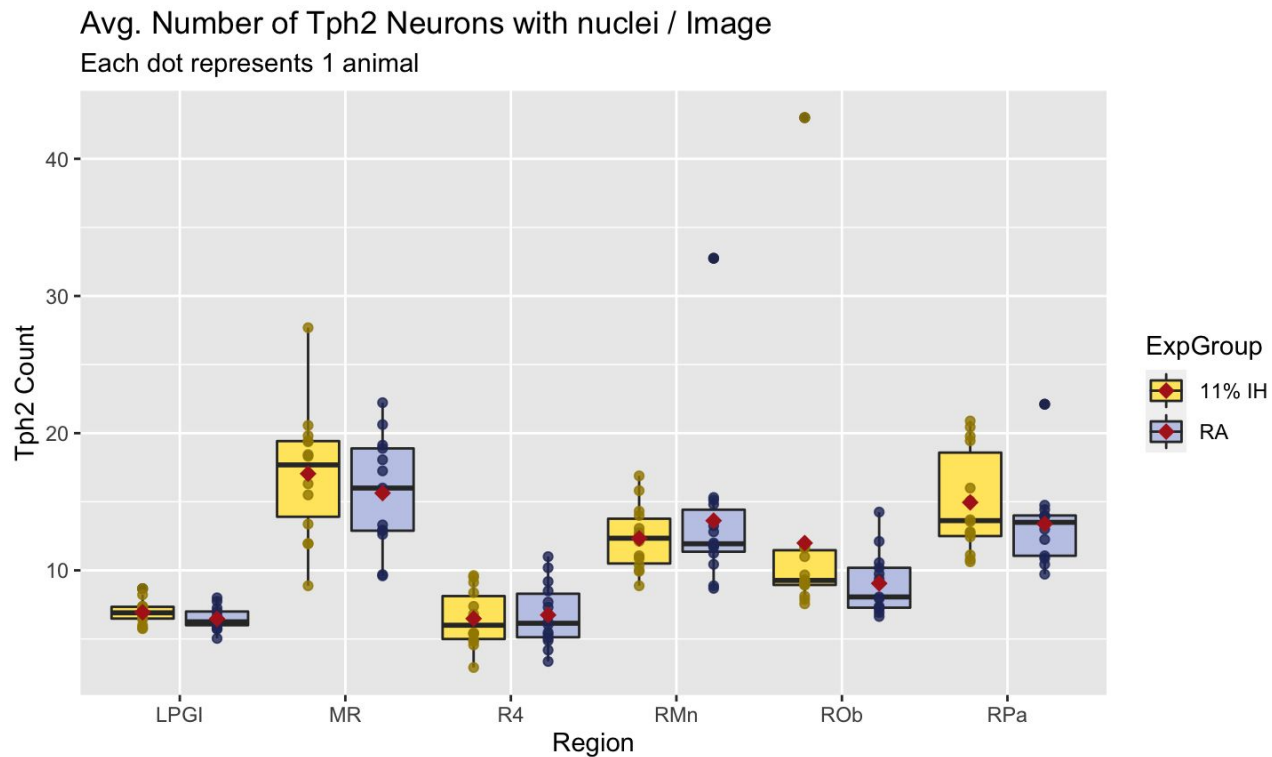 Avg. Number of Tph2 Neurons with nuclei / Image
Each dot represents 1 animal
Tph2 Count
40
30
20
10
LPGI
MR
R4
RMn
ROb
RPa
Region
ExpGroup
11% IH
RA